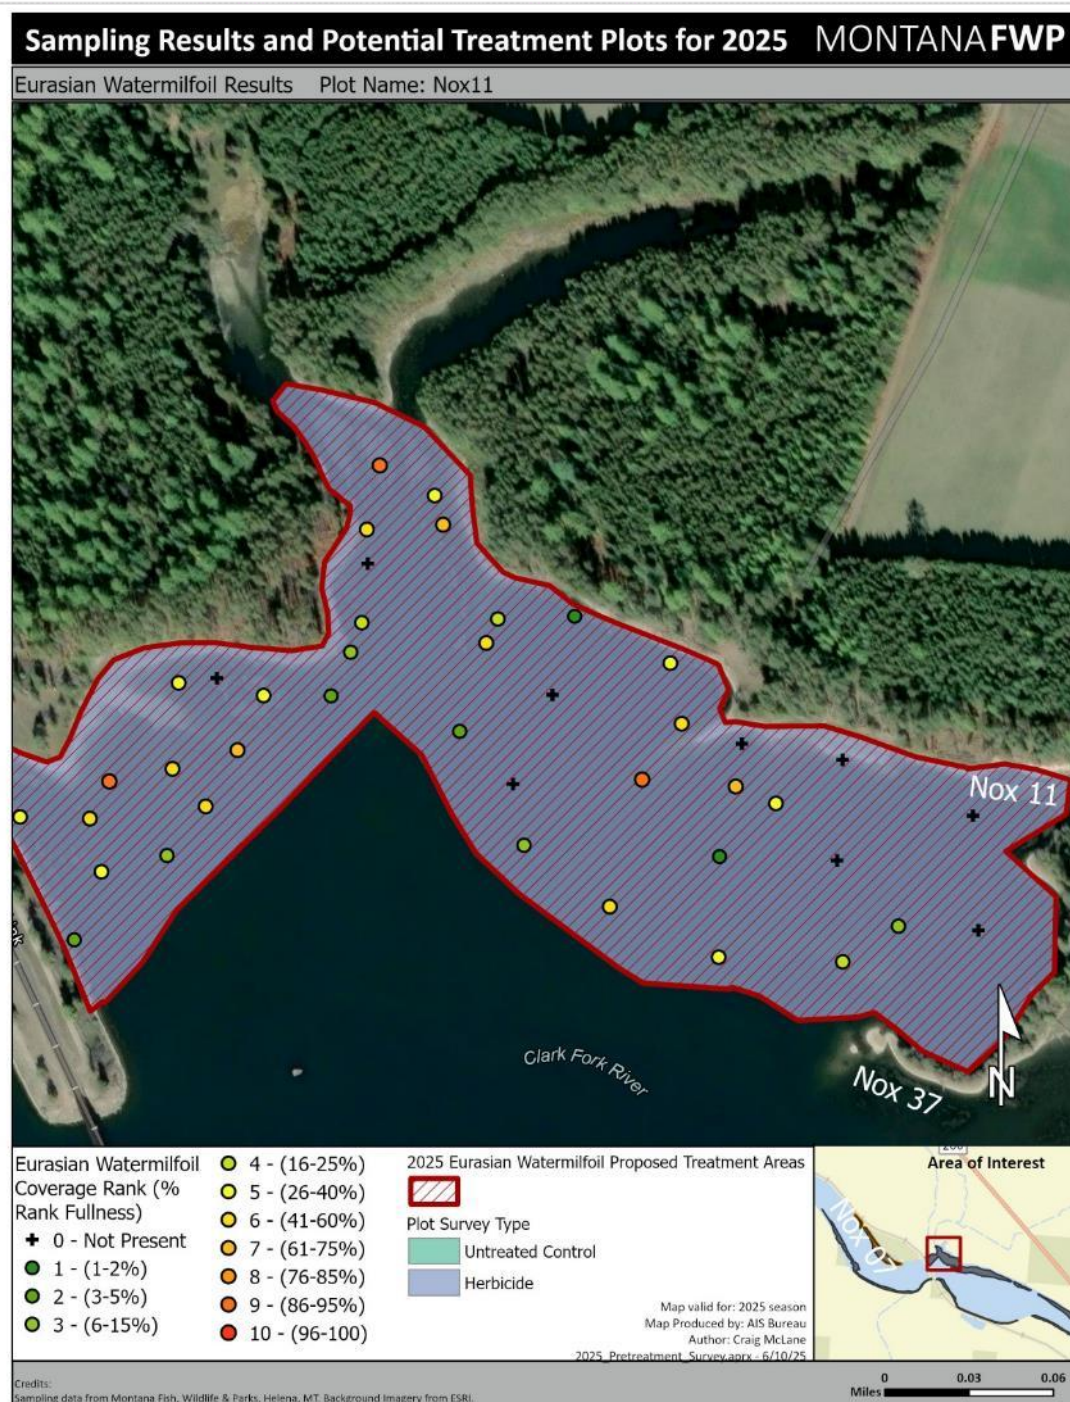 Sampling Results and Potential Treatment Plots for 2025 MONTANAFWP
Eurasian Watermilfoil Results Plot Name: Nox11
Nox 11
Clark Fork River
Nox 37
N
Eurasian Watermilfoil
Coverage Rank (%
Rank Fullness)
0 - Not Present
1 - (1-2%)
2 - (3-5%)
3 - (6-15%)
4 - (16-25%)
5 - (26-40%)
6 - (41-60%)
7 - (61-75%)
8 - (76-85%)
9 - (86-95%)
10 - (96-100)
2025 Eurasian Watermilfoil Proposed Treatment Areas
Plot Survey Type
Untreated Control
Herbicide
Map valid for: 2025 season
Map Produced by: AIS Bureau
Author: Craig McLane
2025_Pretreatment_Survey.aprx - 6/10/25
200
Area of Interest
Nox 07
Credits:
Sampling data from Montana Fish, Wildlife & Parks, Helena, MT. Background Imagery from ESRI.
0 0.03 0.06
Miles